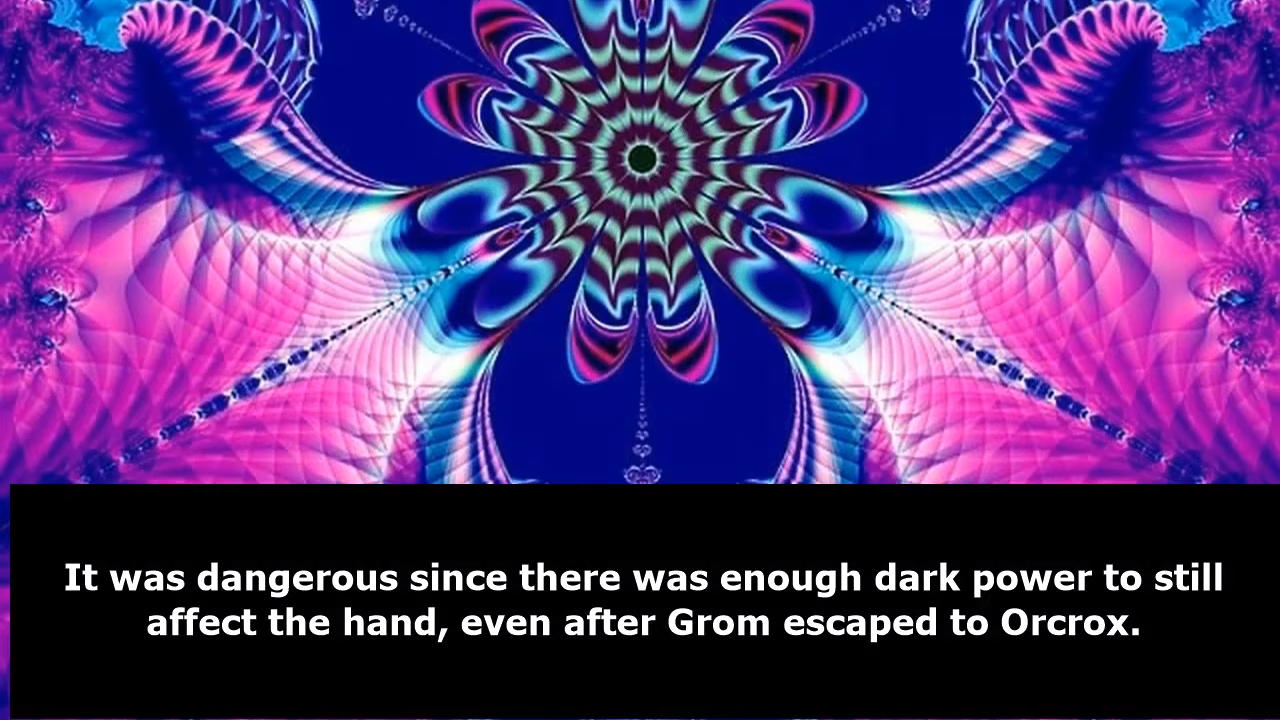 It was dangerous since there was enough dark power to still
affect the hand, even after Grom escaped to Orcrox.